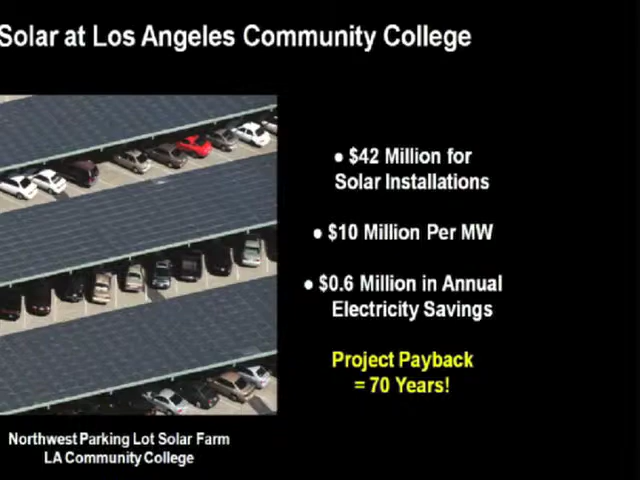 Solar at Los Angeles Community College
● $42 Million for
Solar Installations
● $10 Million Per MW
● $0.6 Million in Annual
Electricity Savings
Project Payback
= 70 Years!
Northwest Parking Lot Solar Farm
LA Community College